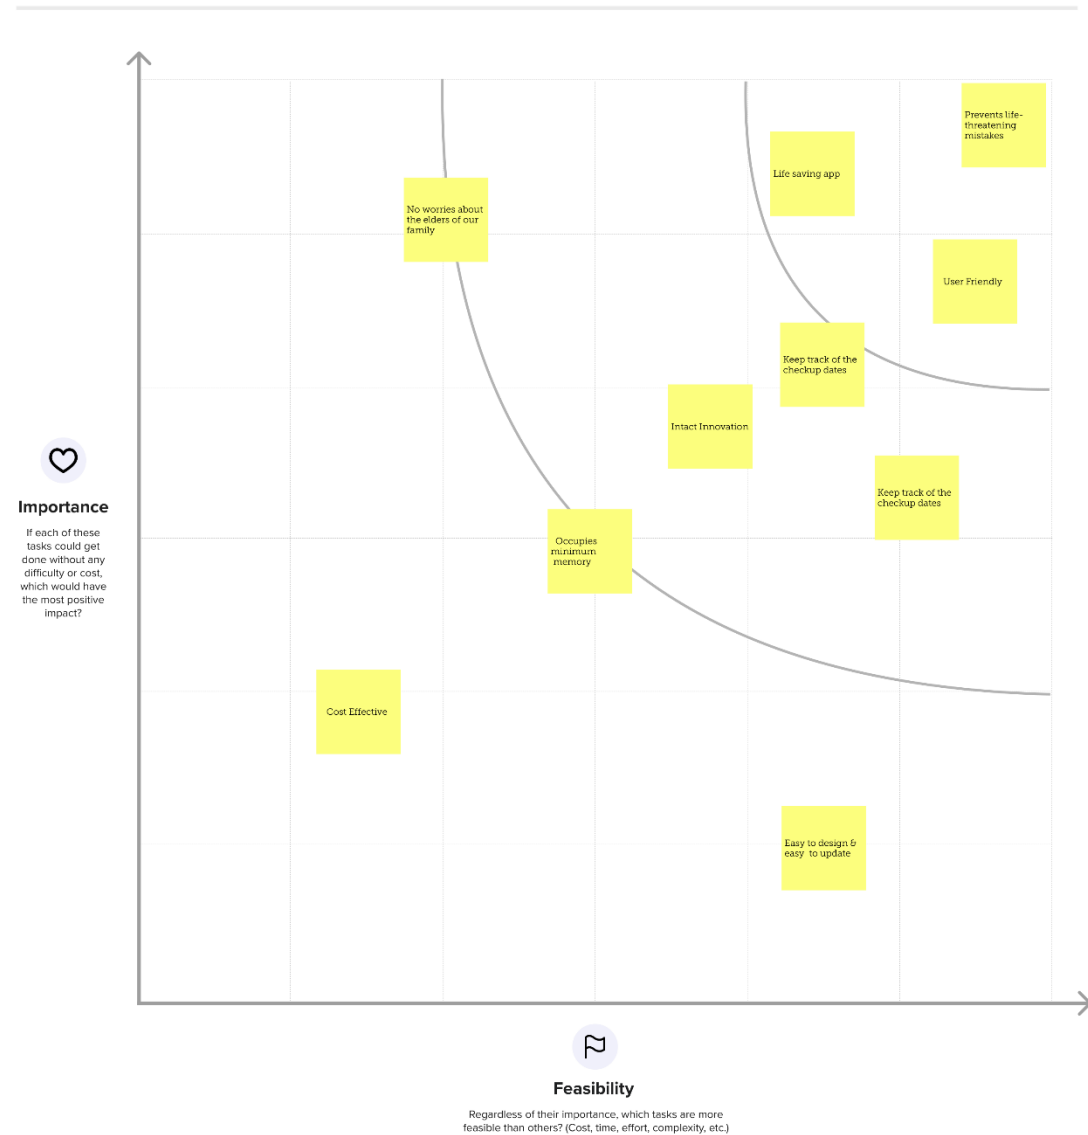 Prevents life-
threatening
mistakes
Life saving app
No worries about
the elders of our
family
User Friendly
Keep track of the
checkup dates
Intact Innovation
Keep track of the
checkup dates
Occupies
minimum
memory
Cost Effective
Easy to design &
easy to update
Importance
If each of these
tasks could get
done without any
difficulty or cost,
which would have
the most positive
impact?
Feasibility
Regardless of their importance, which tasks are more
feasible than others? (Cost, time, effort, complexity, etc.)